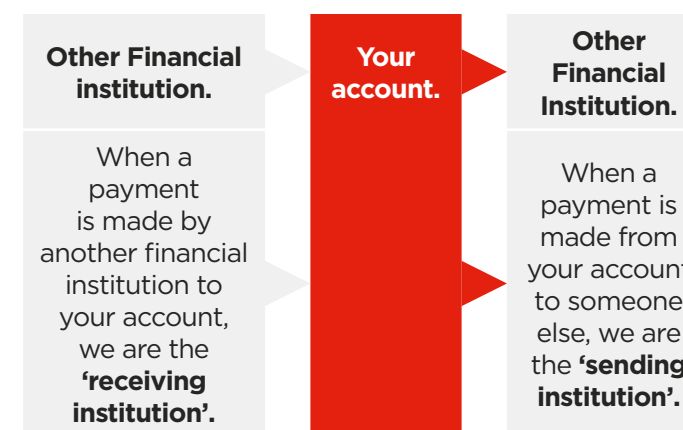 Other Financial
institution.
When a
payment
is made by
another financial
institution to
your account,
we are the
‘receiving
institution’.
Your
account.
Other
Financial
Institution.
When a
payment is
made from
your account
to someone
else, we are
the ‘sending
institution’.